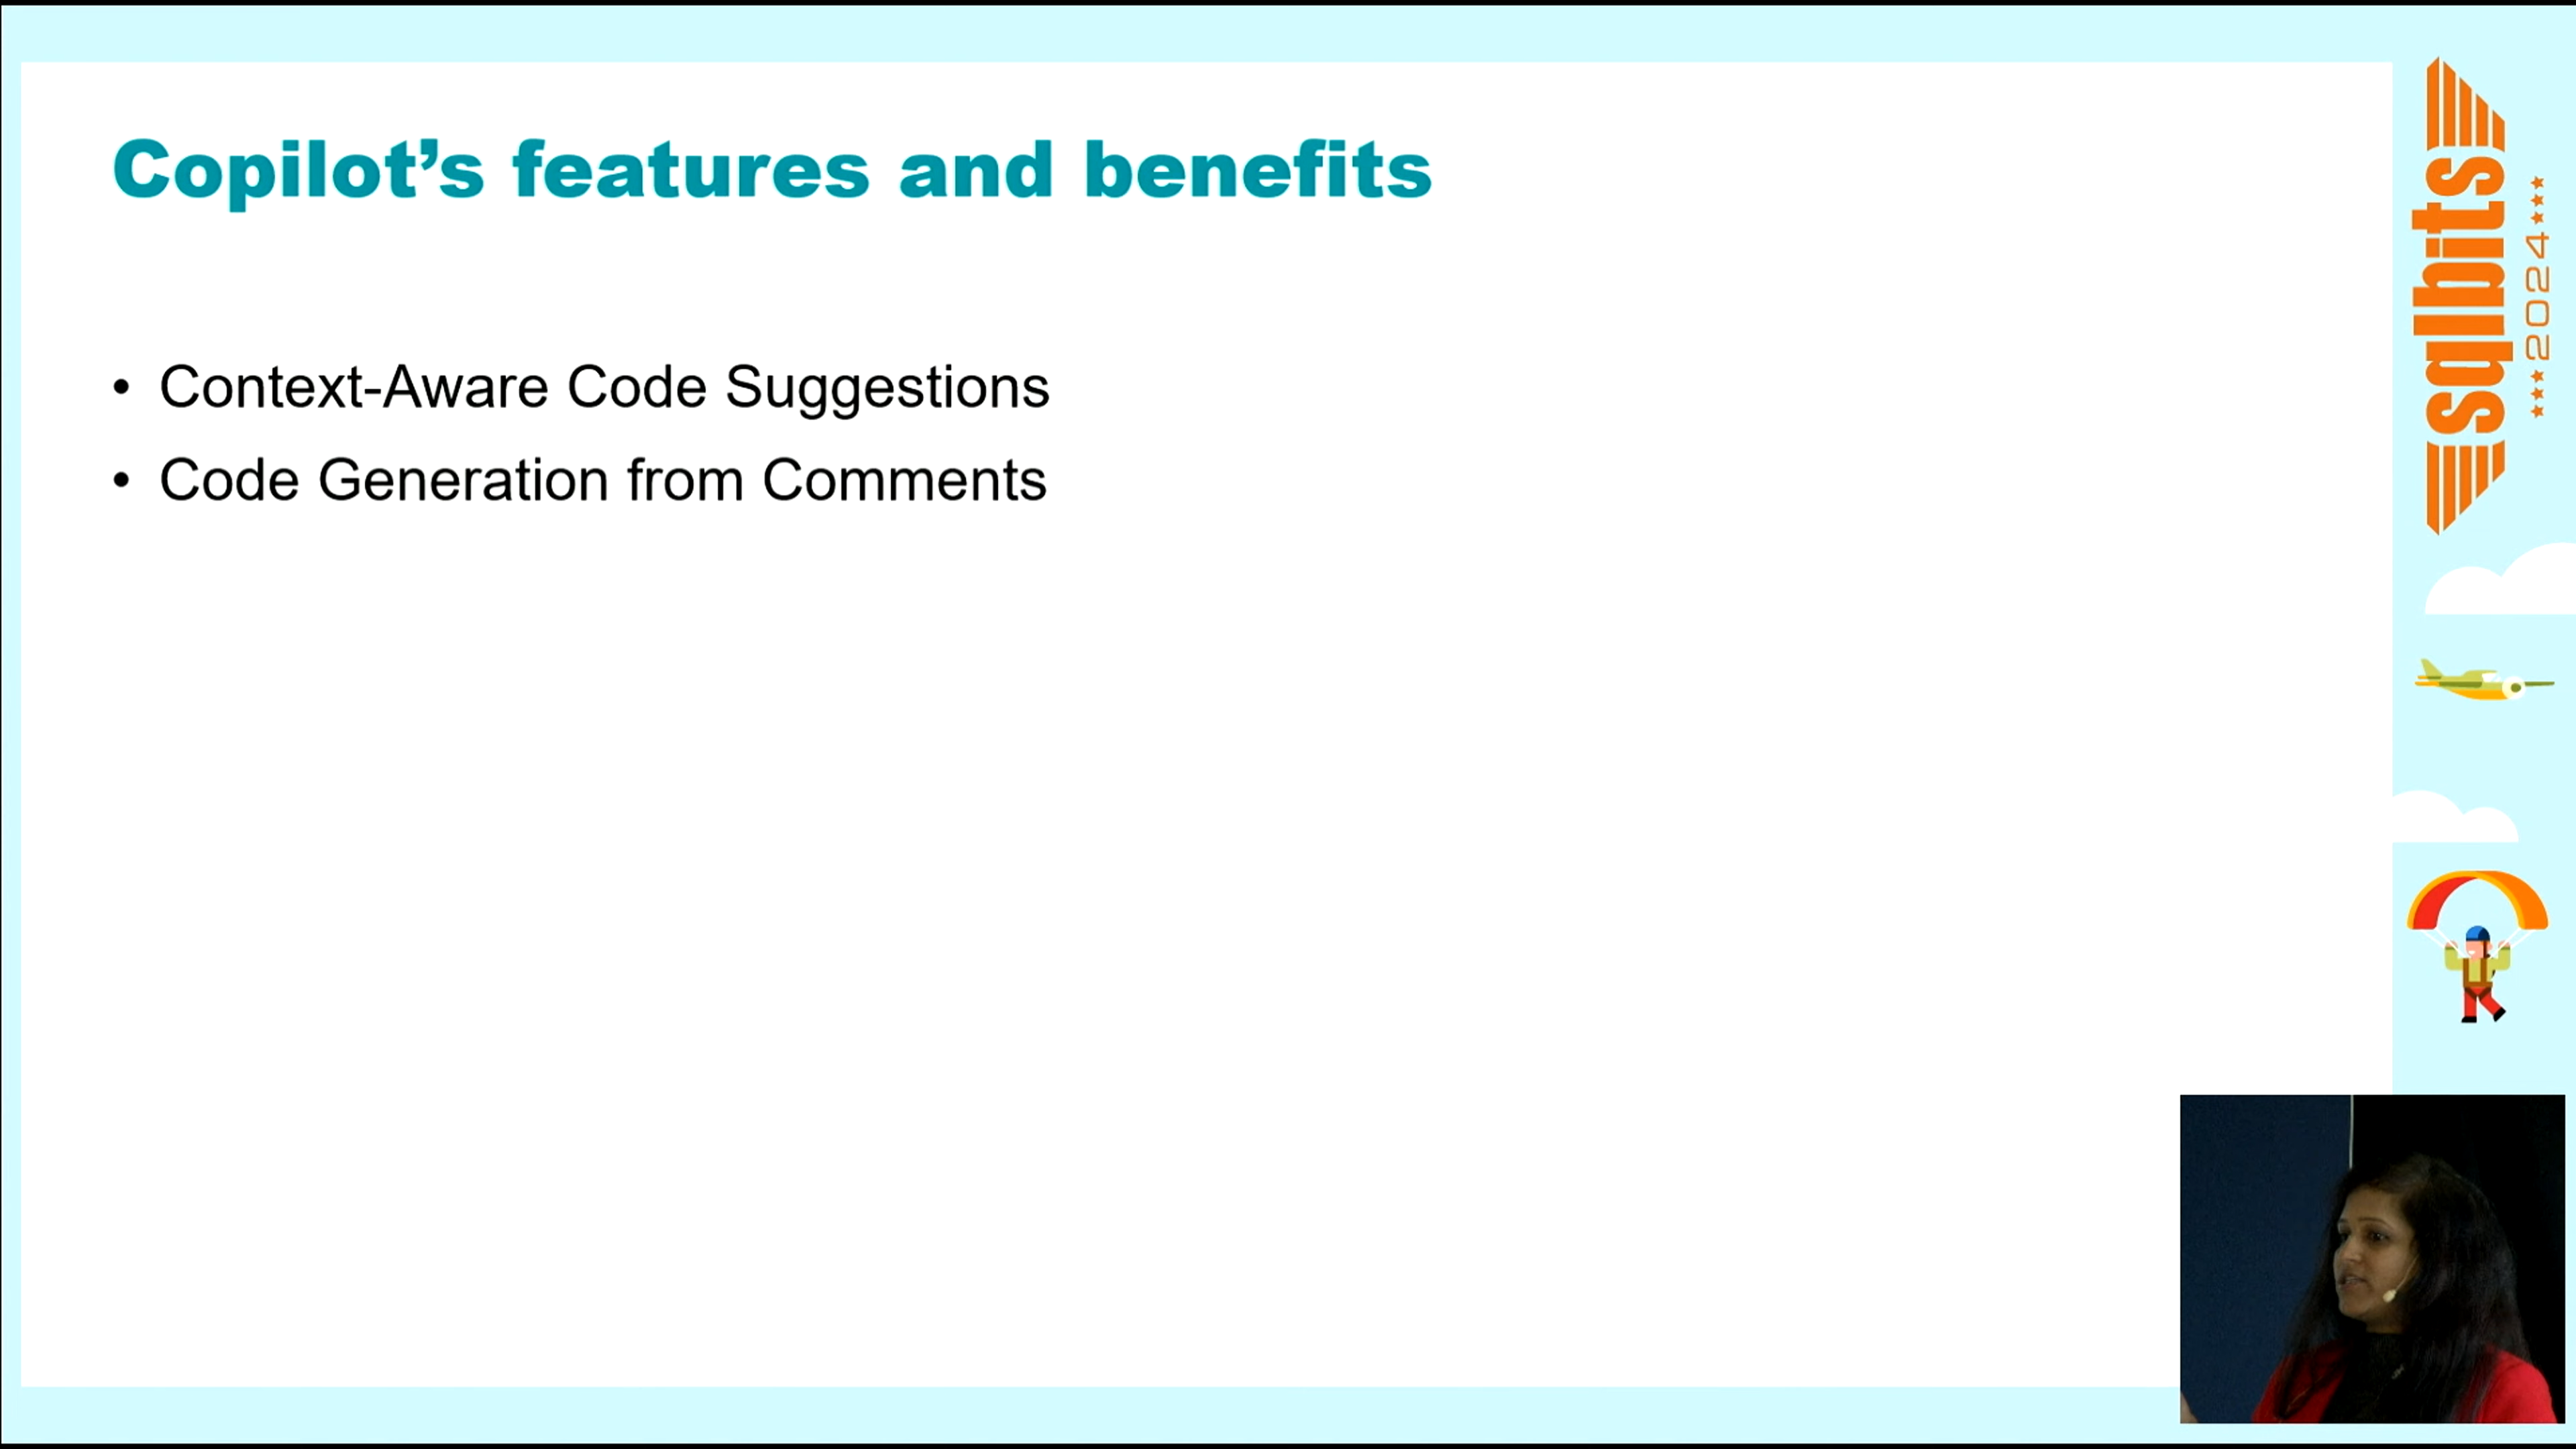 Copilot’s features and benefits
• Context-Aware Code Suggestions
• Code Generation from Comments
sqlbits
2024